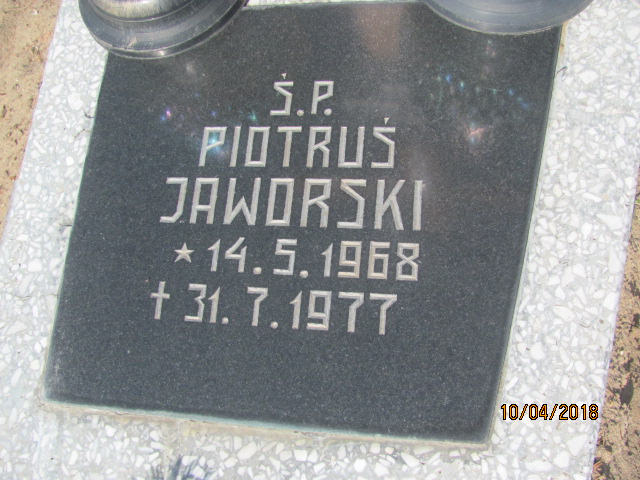 Ś.P.
PIOTRUŚ
JAWORSKI
★ 14.5.1968
✝ 31.7.1977
10/04/2018